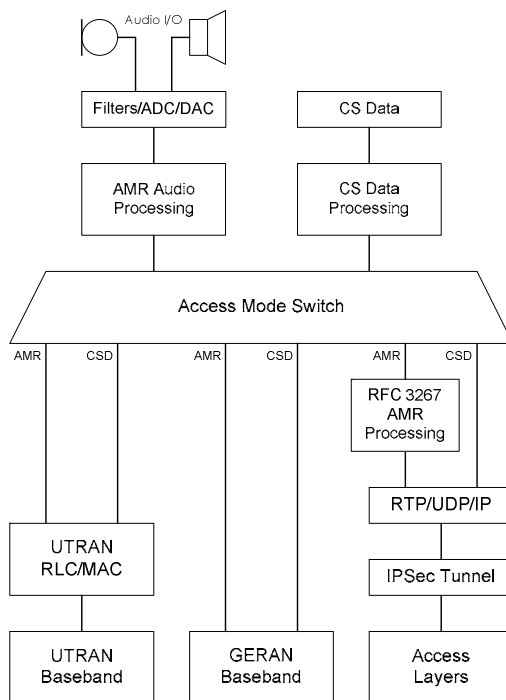 Audio I/O
Filters/ADC/DAC
CS Data
AMR Audio
Processing
CS Data
Processing
Access Mode Switch
AMR
CSD
AMR
CSD
AMR
CSD
RFC 3267
AMR
Processing
RTP/UDP/IP
UTRAN
RLC/MAC
IPSec Tunnel
UTRAN
Baseband
GERAN
Baseband
Access
Layers